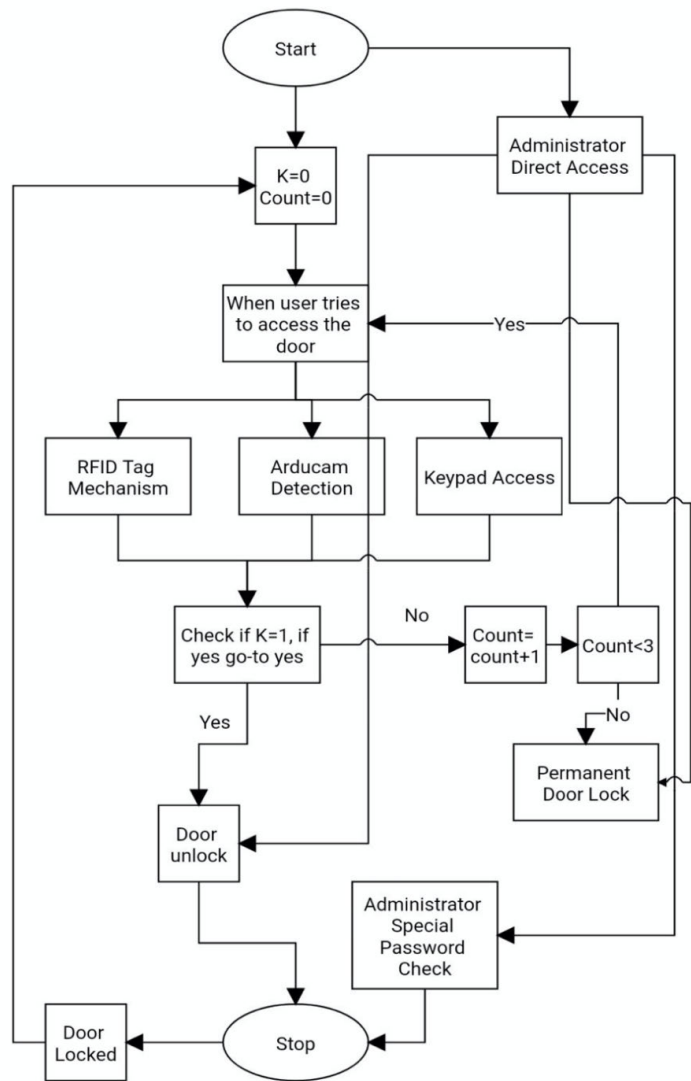 Start
Administrator
Direct Access
K=0
Count=0
When user tries
to access the
door
Yes
RFID Tag
Mechanism
Arducam
Detection
Keypad Access
No
Check if K=1, if
yes go-to yes
Count=
count+1
Count<3
Yes
No
Permanent
Door Lock
Door
unlock
Administrator
Special
Password
Check
Door
Locked
Stop